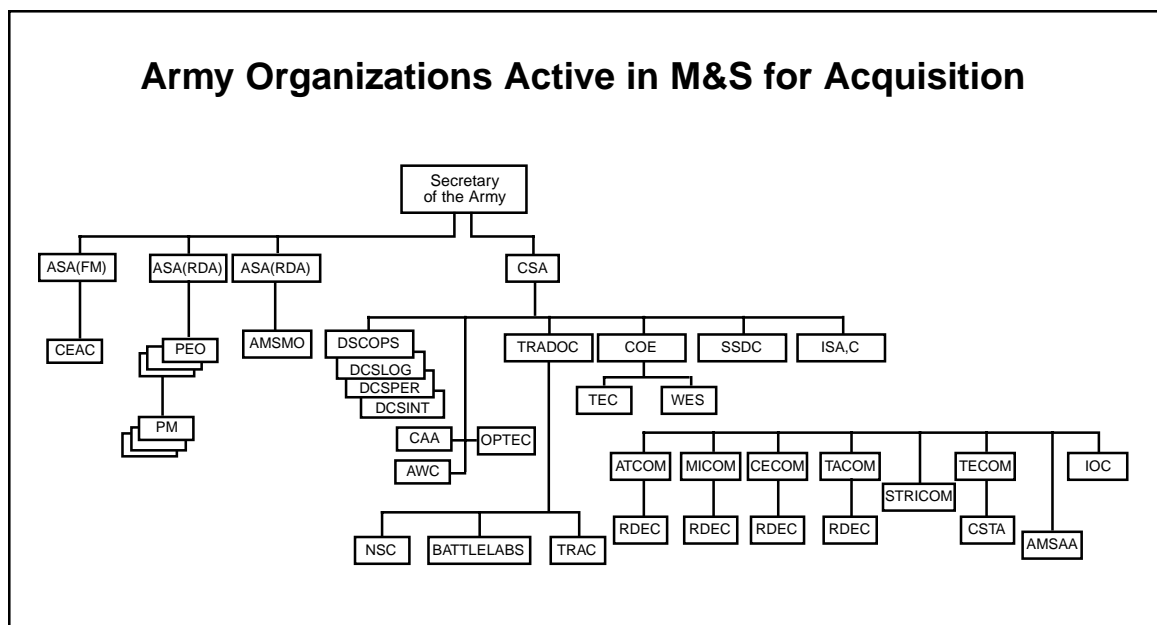 Army Organizations Active in M&S for Acquisition
Secretary
of the Army
ASA(FM)
ASA(RDA)
ASA(RDA)
CSA
CEAC
PEO
AMSMO
DSCOPS
TRADOC
COE
SSDC
ISA,C
DCSLOG
DCSPER
DCSINT
TEC
WES
PM
CAA
OPTEC
AWC
ATCOM
MICOM
CECOM
TACOM
STRICOM
TECOM
IOC
RDEC
RDEC
RDEC
RDEC
CSTA
AMSAA
NSC
BATTLELABS
TRAC